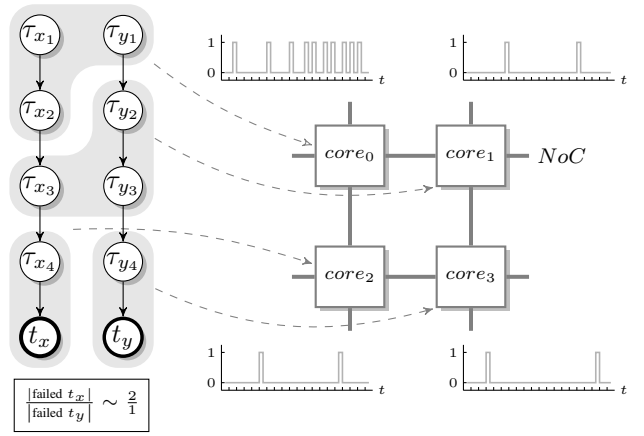 τx1 τy1
τx2 τy2
τx3 τy3
τx4 τy4
tx ty
|failed tx| / |failed ty| ∼ 2/1
1
0
t
1
0
t
core0 core1 NoC
core2 core3
1
0
t
1
0
t